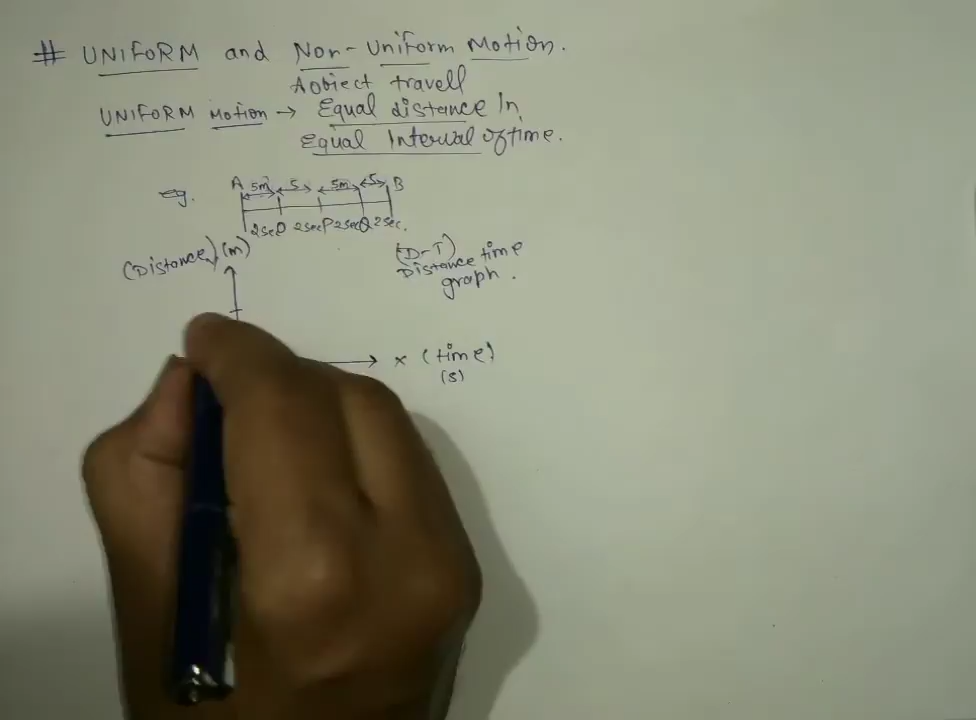 # UNIFORM and Non-Uniform Motion.
Aobject travell
UNIFORM MOTION → Equal distance In
Equal Interval of time.
eg. A 5m 5 5m 5 B
2sec O 2sec P 2sec Q 2sec.
(Distance) (m)
(D-T)
Distance time
graph.
x (time)
(s)